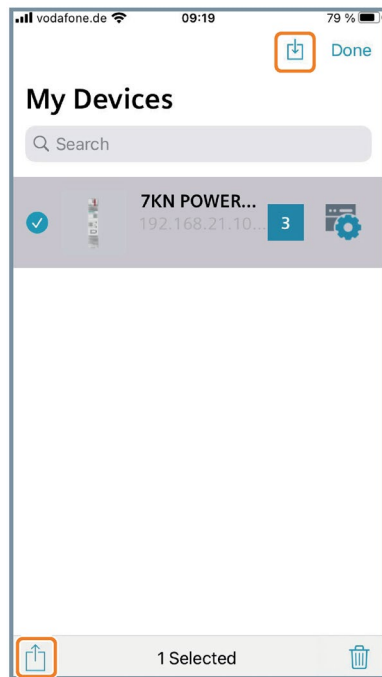 vodafone.de 09:19 79 %
Done
My Devices
Search
7KN POWER...
192.168.21.10...
3
1 Selected